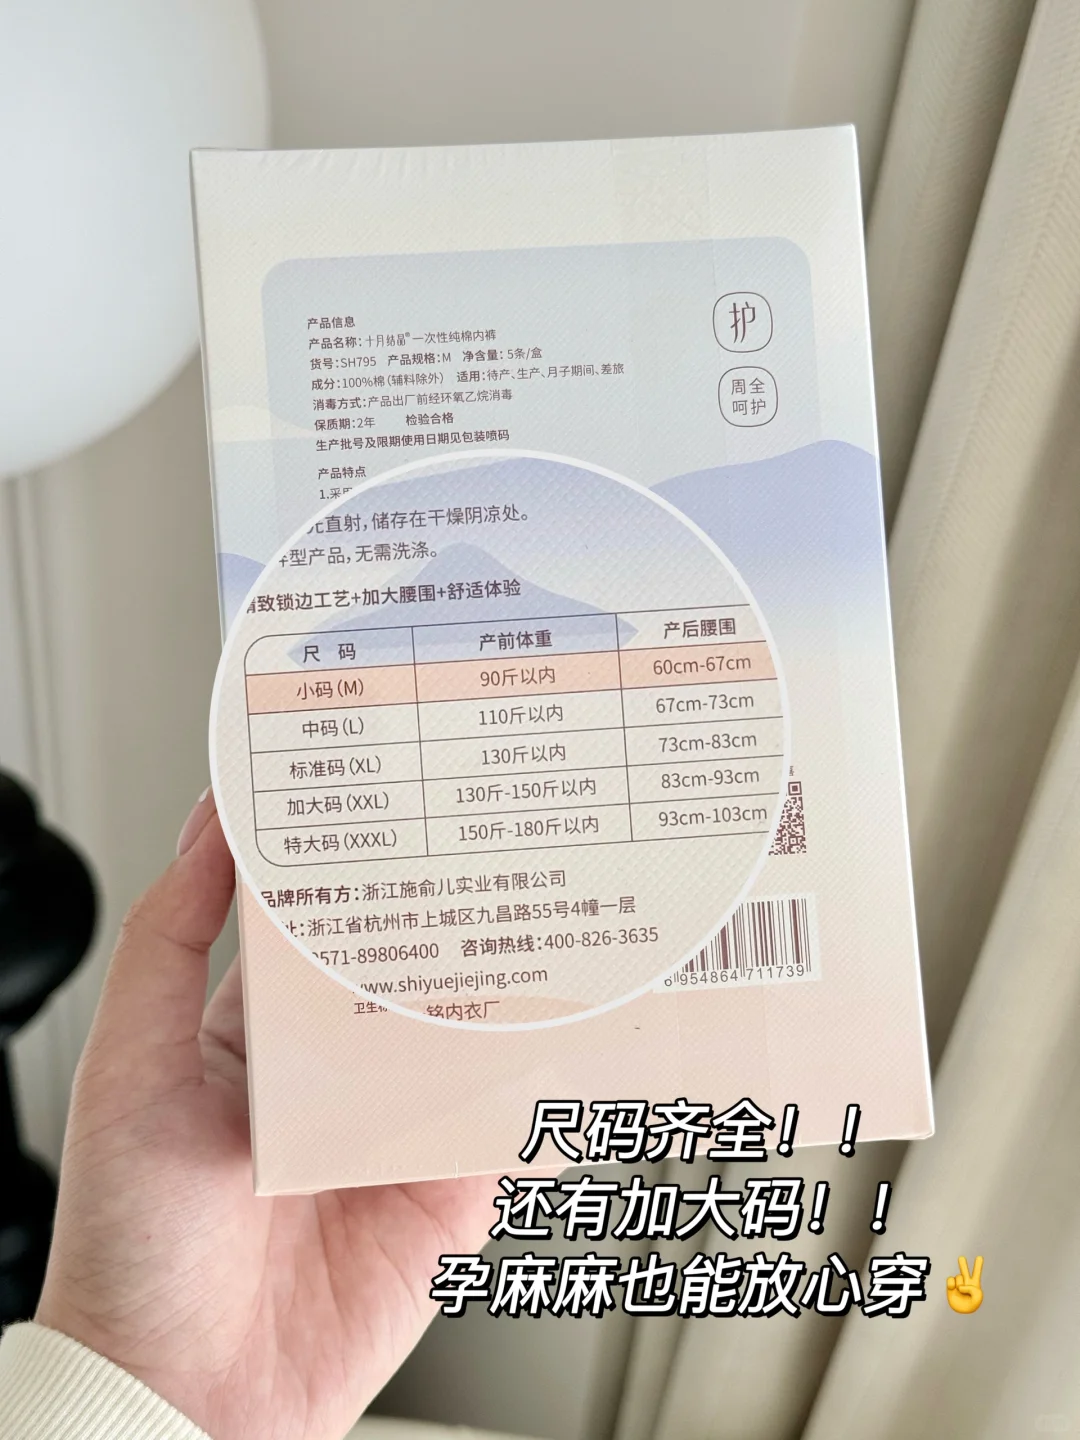 产品信息
产品名称：十月结晶®一次性纯棉内裤
货号：SH795 产品规格：M 净含量：5条/盒
成分：100%棉（辅料除外） 适用：待产、生产、月子期间、差旅
消毒方式：产品出厂前经环氧乙烷消毒
保质期：2年 检验合格
生产批号及限期使用日期见包装喷码
产品特点
1.采用
护
周全
呵护
光直射，储存在干燥阴凉处。
型产品，无需洗涤。
精致锁边工艺+加大腰围+舒适体验
尺 码 产前体重 产后腰围
小码（M） 90斤以内 60cm-67cm
中码（L） 110斤以内 67cm-73cm
标准码（XL） 130斤以内 73cm-83cm
加大码（XXL） 130斤-150斤以内 83cm-93cm
特大码（XXXL） 150斤-180斤以内 93cm-103cm
品牌所有方：浙江施俞儿实业有限公司
址：浙江省杭州市上城区九昌路55号4幢一层
0571-89806400 咨询热线：400-826-3635
www.shiyuejiejing.com
卫生
铭内衣厂
6 954864 711739
尺码齐全！！
还有加大码！！
孕麻麻也能放心穿✌️